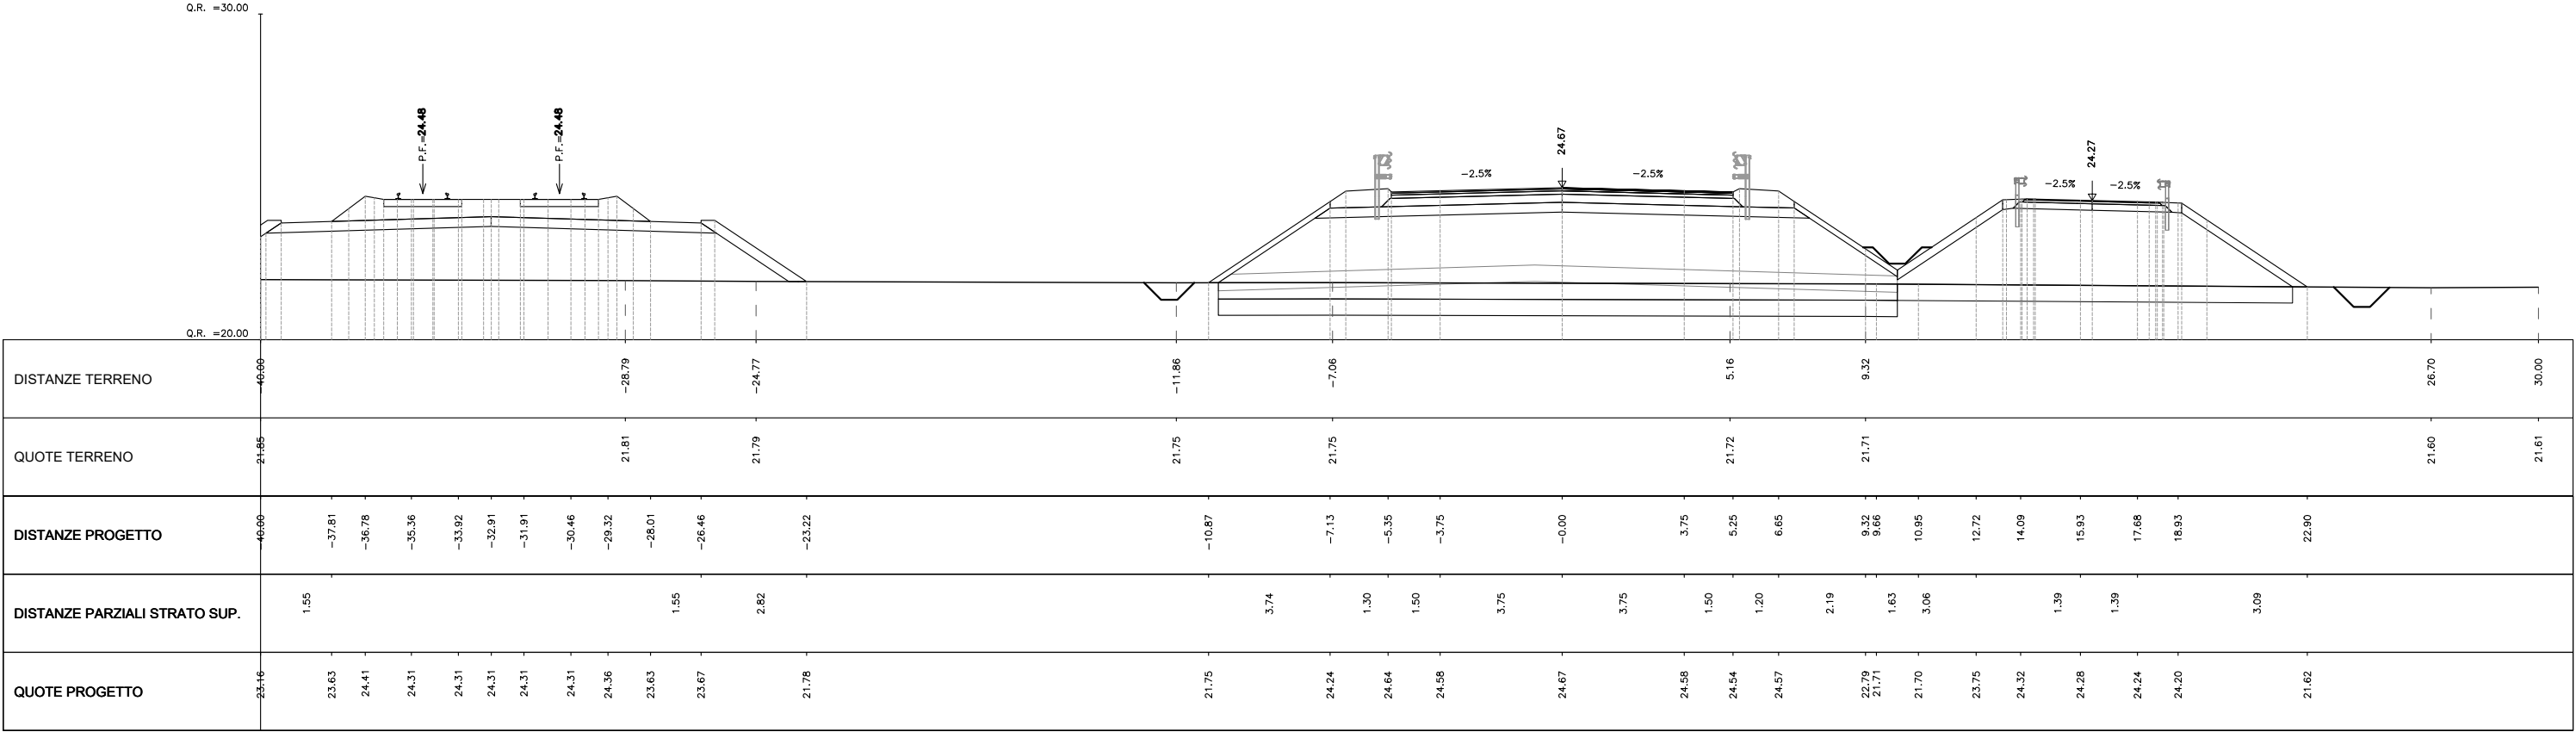 Q.R. =30.00
P.F.=24.48
P.F.=24.48
24.67
24.27
-2.5%
-2.5%
-2.5%
-2.5%
Q.R. =20.00
DISTANZE TERRENO
-40.00 -28.79 -24.77 -11.86 -7.06 5.16 9.32 26.70 30.00
QUOTE TERRENO
21.85 21.81 21.79 21.75 21.75 21.72 21.71 21.60 21.61
DISTANZE PROGETTO
-40.00 -37.81 -36.78 -35.36 -33.92 -32.91 -31.91 -30.46 -29.32 -28.01 -26.46 -23.22 -10.87 -7.13 -5.35 -3.75 -0.00 3.75 5.25 6.65 9.32 9.66 10.95 12.72 14.09 15.93 17.68 18.93 22.90
DISTANZE PARZIALI STRATO SUP.
1.55 1.55 2.82 3.74 1.30 1.50 3.75 3.75 1.50 1.20 2.19 1.63 3.06 1.39 1.39 3.09
QUOTE PROGETTO
23.16 23.63 24.41 24.31 24.31 24.31 24.31 24.31 24.36 23.63 23.67 21.78 21.75 24.24 24.64 24.58 24.67 24.58 24.54 24.57 22.79 21.71 21.70 23.75 24.32 24.28 24.24 24.20 21.62